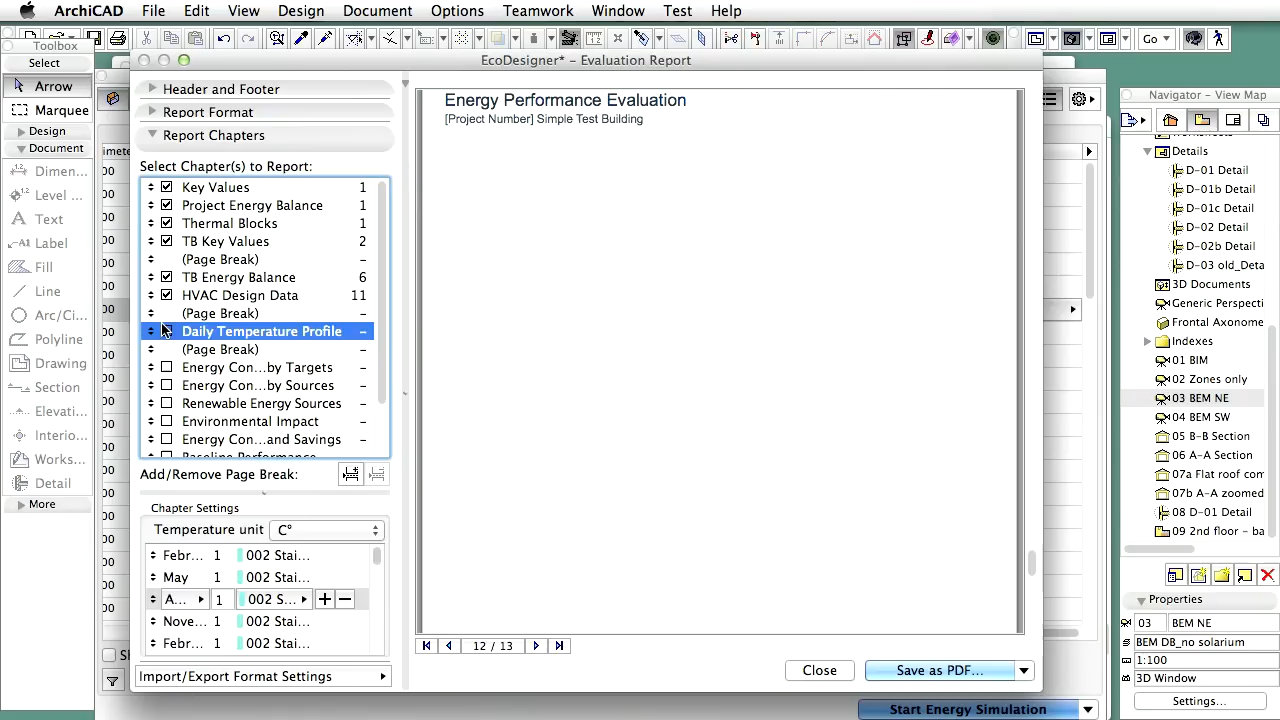 ArchiCAD File Edit View Design Document Options Teamwork Window Test Help
Go
Toolbox
Select
Arrow
Marquee
Design
Document
Dimen...
Level ...
Text
Label
Fill
Line
Arc/Ci...
Polyline
Drawing
Section
Elevati...
Interio...
Works...
Detail
More
EcoDesigner* – Evaluation Report
Header and Footer
Report Format
Report Chapters
Select Chapter(s) to Report:
Key Values 1
Project Energy Balance 1
Thermal Blocks 1
TB Key Values 2
(Page Break) –
TB Energy Balance 6
HVAC Design Data 11
(Page Break) –
Daily Temperature Profile –
(Page Break) –
Energy Con...by Targets –
Energy Con...by Sources –
Renewable Energy Sources –
Environmental Impact –
Energy Con...and Savings –
Baseline Performance
Add/Remove Page Break:
Chapter Settings
Temperature unit C°
Febr... 1 002 Stai...
May 1 002 Stai...
A... 1 002 S...
Nove... 1 002 Stai...
Febr... 1 002 Stai...
Import/Export Format Settings
Energy Performance Evaluation
[Project Number] Simple Test Building
12 / 13
Close
Save as PDF...
Start Energy Simulation
Navigator – View Map
Details
D-01 Detail
D-01b Detail
D-01c Detail
D-02 Detail
D-02b Detail
D-03 old_Deta
3D Documents
Generic Perspecti
Frontal Axonome
Indexes
01 BIM
02 Zones only
03 BEM NE
04 BEM SW
05 B-B Section
06 A-A Section
07a Flat roof com
07b A-A zoomed
08 D-01 Detail
09 2nd floor - ba
Properties
03 BEM NE
BEM DB_no solarium
1:100
3D Window
Settings...